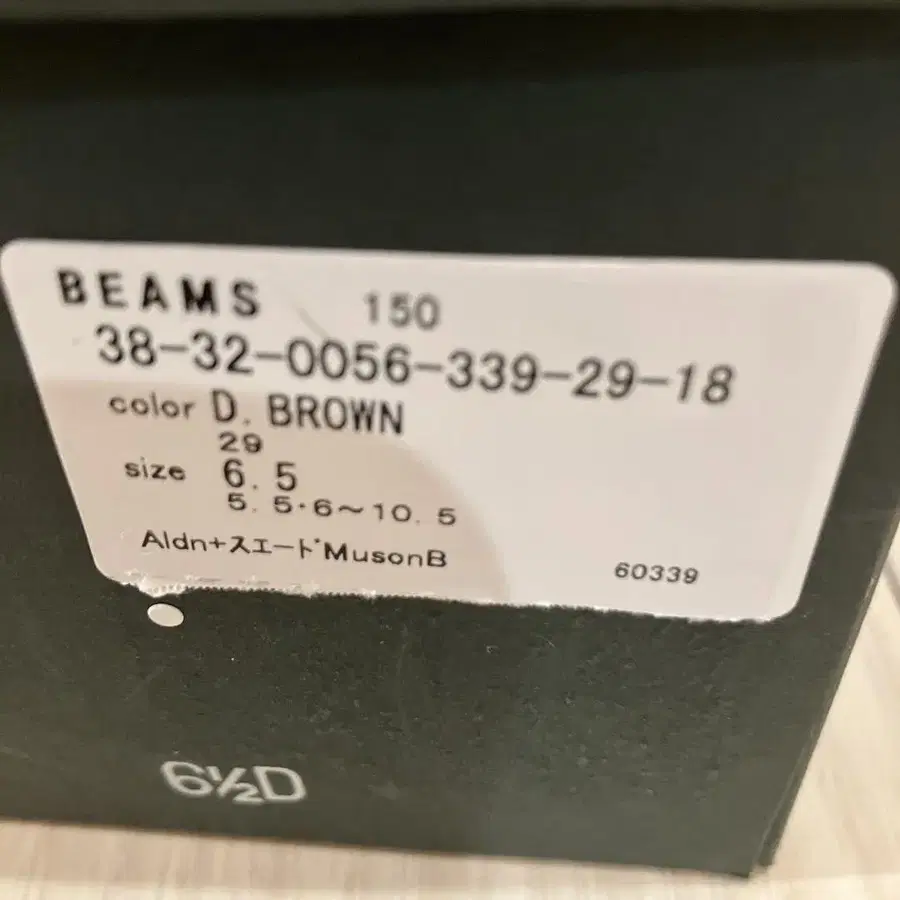 BEAMS 150
38-32-0056-339-29-18
color D. BROWN
29
size 6.5
5.5・6～10.5
Aldn+スエードMusonB 60339
6½D